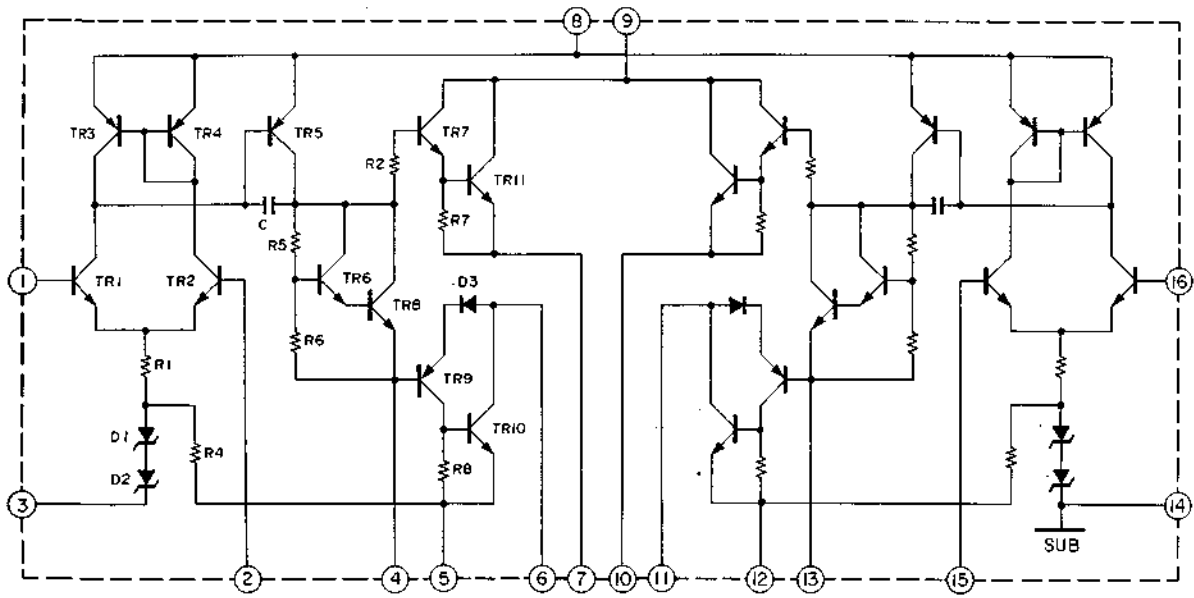 8 9
TR3 TR4 TR5 TR7
R2 TR11
C R7
R5
1 TR1 TR2 TR6 D3 16
TR8
R6
R1 TR9
D1 TR10
R4
D2 R8
3 14
SUB
2 4 5 6 7 10 11 12 13 15